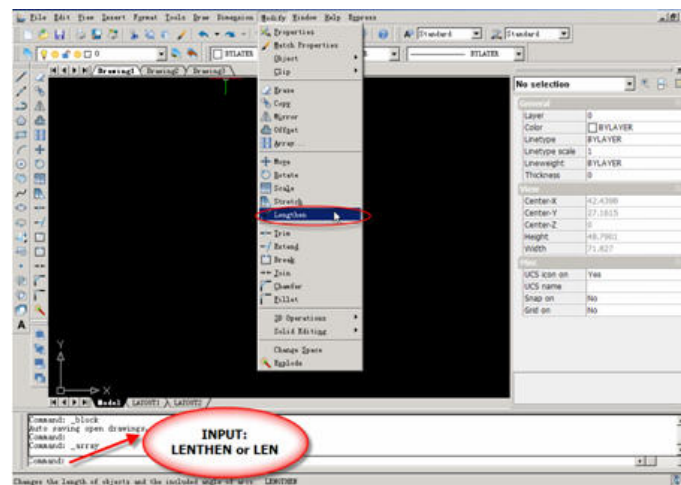 File Edit View Insert Format Tools Draw Dimension Modify Window Help Express
Standard Standard
0 BYLAYER BYLAYER
Drawing1 Drawing2 Drawing3
Properties
Match Properties
Object
Clip
Erase
Copy
Mirror
Offset
Array...
Move
Rotate
Scale
Stretch
Lengthen
Trim
Extend
Break
Join
Chamfer
Fillet
3D Operations
Solid Editing
Change Space
Explode
No selection
General
Layer 0
Color BYLAYER
Linetype BYLAYER
Linetype scale 1
Lineweight BYLAYER
Thickness 0
View
Center-X 42.4398
Center-Y 27.1615
Center-Z 0
Height 48.7901
Width 71.827
Misc
UCS icon on Yes
UCS name
Snap on No
Grid on No
A
Y
X
Model LAYOUT1 LAYOUT2
Command: _block
Auto saving open drawings
Command:
Command: _array
Command:
INPUT:
LENTHEN or LEN
Changes the length of objects and the included angle of arcs LENGTHEN